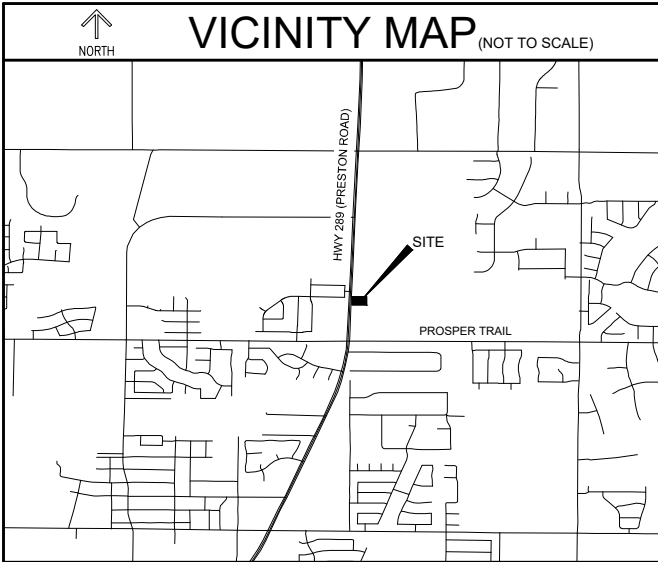 VICINITY MAP (NOT TO SCALE)
NORTH
HWY 289 (PRESTON ROAD)
SITE
PROSPER TRAIL